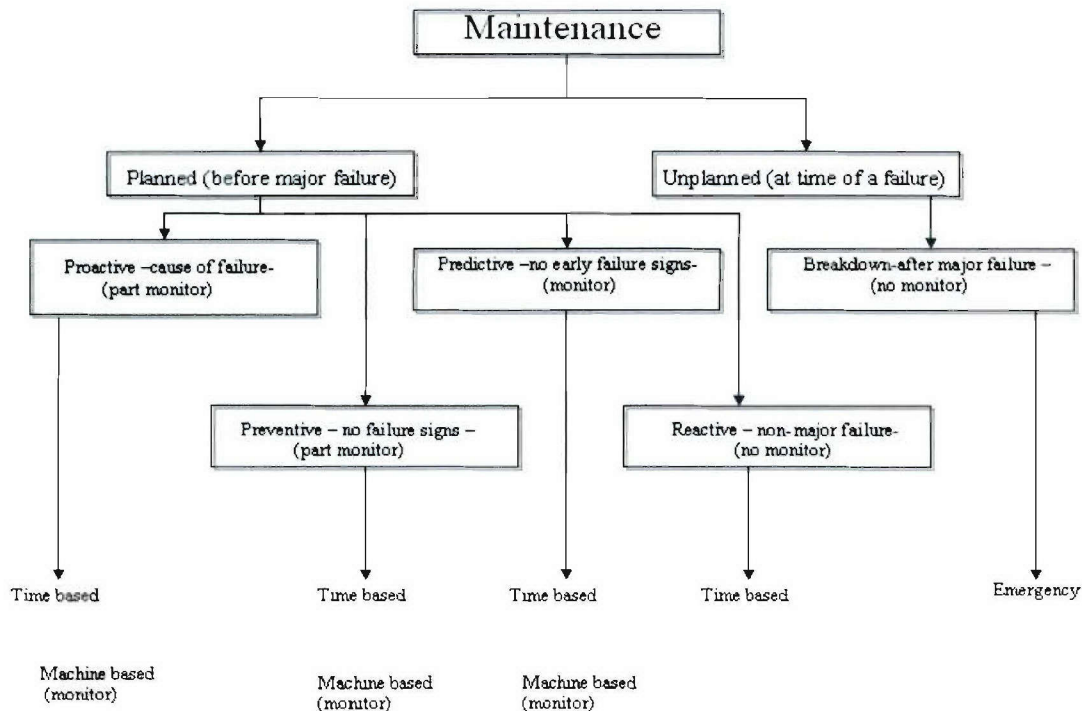 Maintenance
Planned (before major failure)
Unplanned (at time of a failure)
Proactive –cause of failure-
(part monitor)
Predictive –no early failure signs-
(monitor)
Breakdown-after major failure –
(no monitor)
Preventive – no failure signs –
(part monitor)
Reactive – non-major failure-
(no monitor)
Time based
Time based
Time based
Time based
Emergency
Machine based
(monitor)
Machine based
(monitor)
Machine based
(monitor)